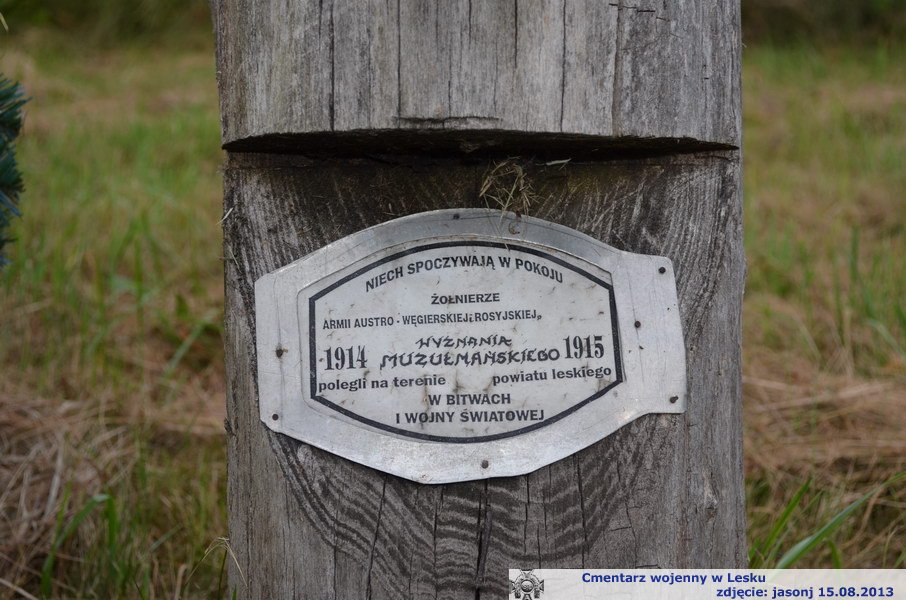 NIECH SPOCZYWAJĄ W POKOJU
ŻOŁNIERZE
ARMII AUSTRO - WĘGIERSKIEJ I ROSYJSKIEJ,
WYZNANIA
1914 MUZUŁMAŃSKIEGO 1915
polegli na terenie powiatu leskiego
W BITWACH
I WOJNY ŚWIATOWEJ
Cmentarz wojenny w Lesku
zdjęcie: jasonj 15.08.2013